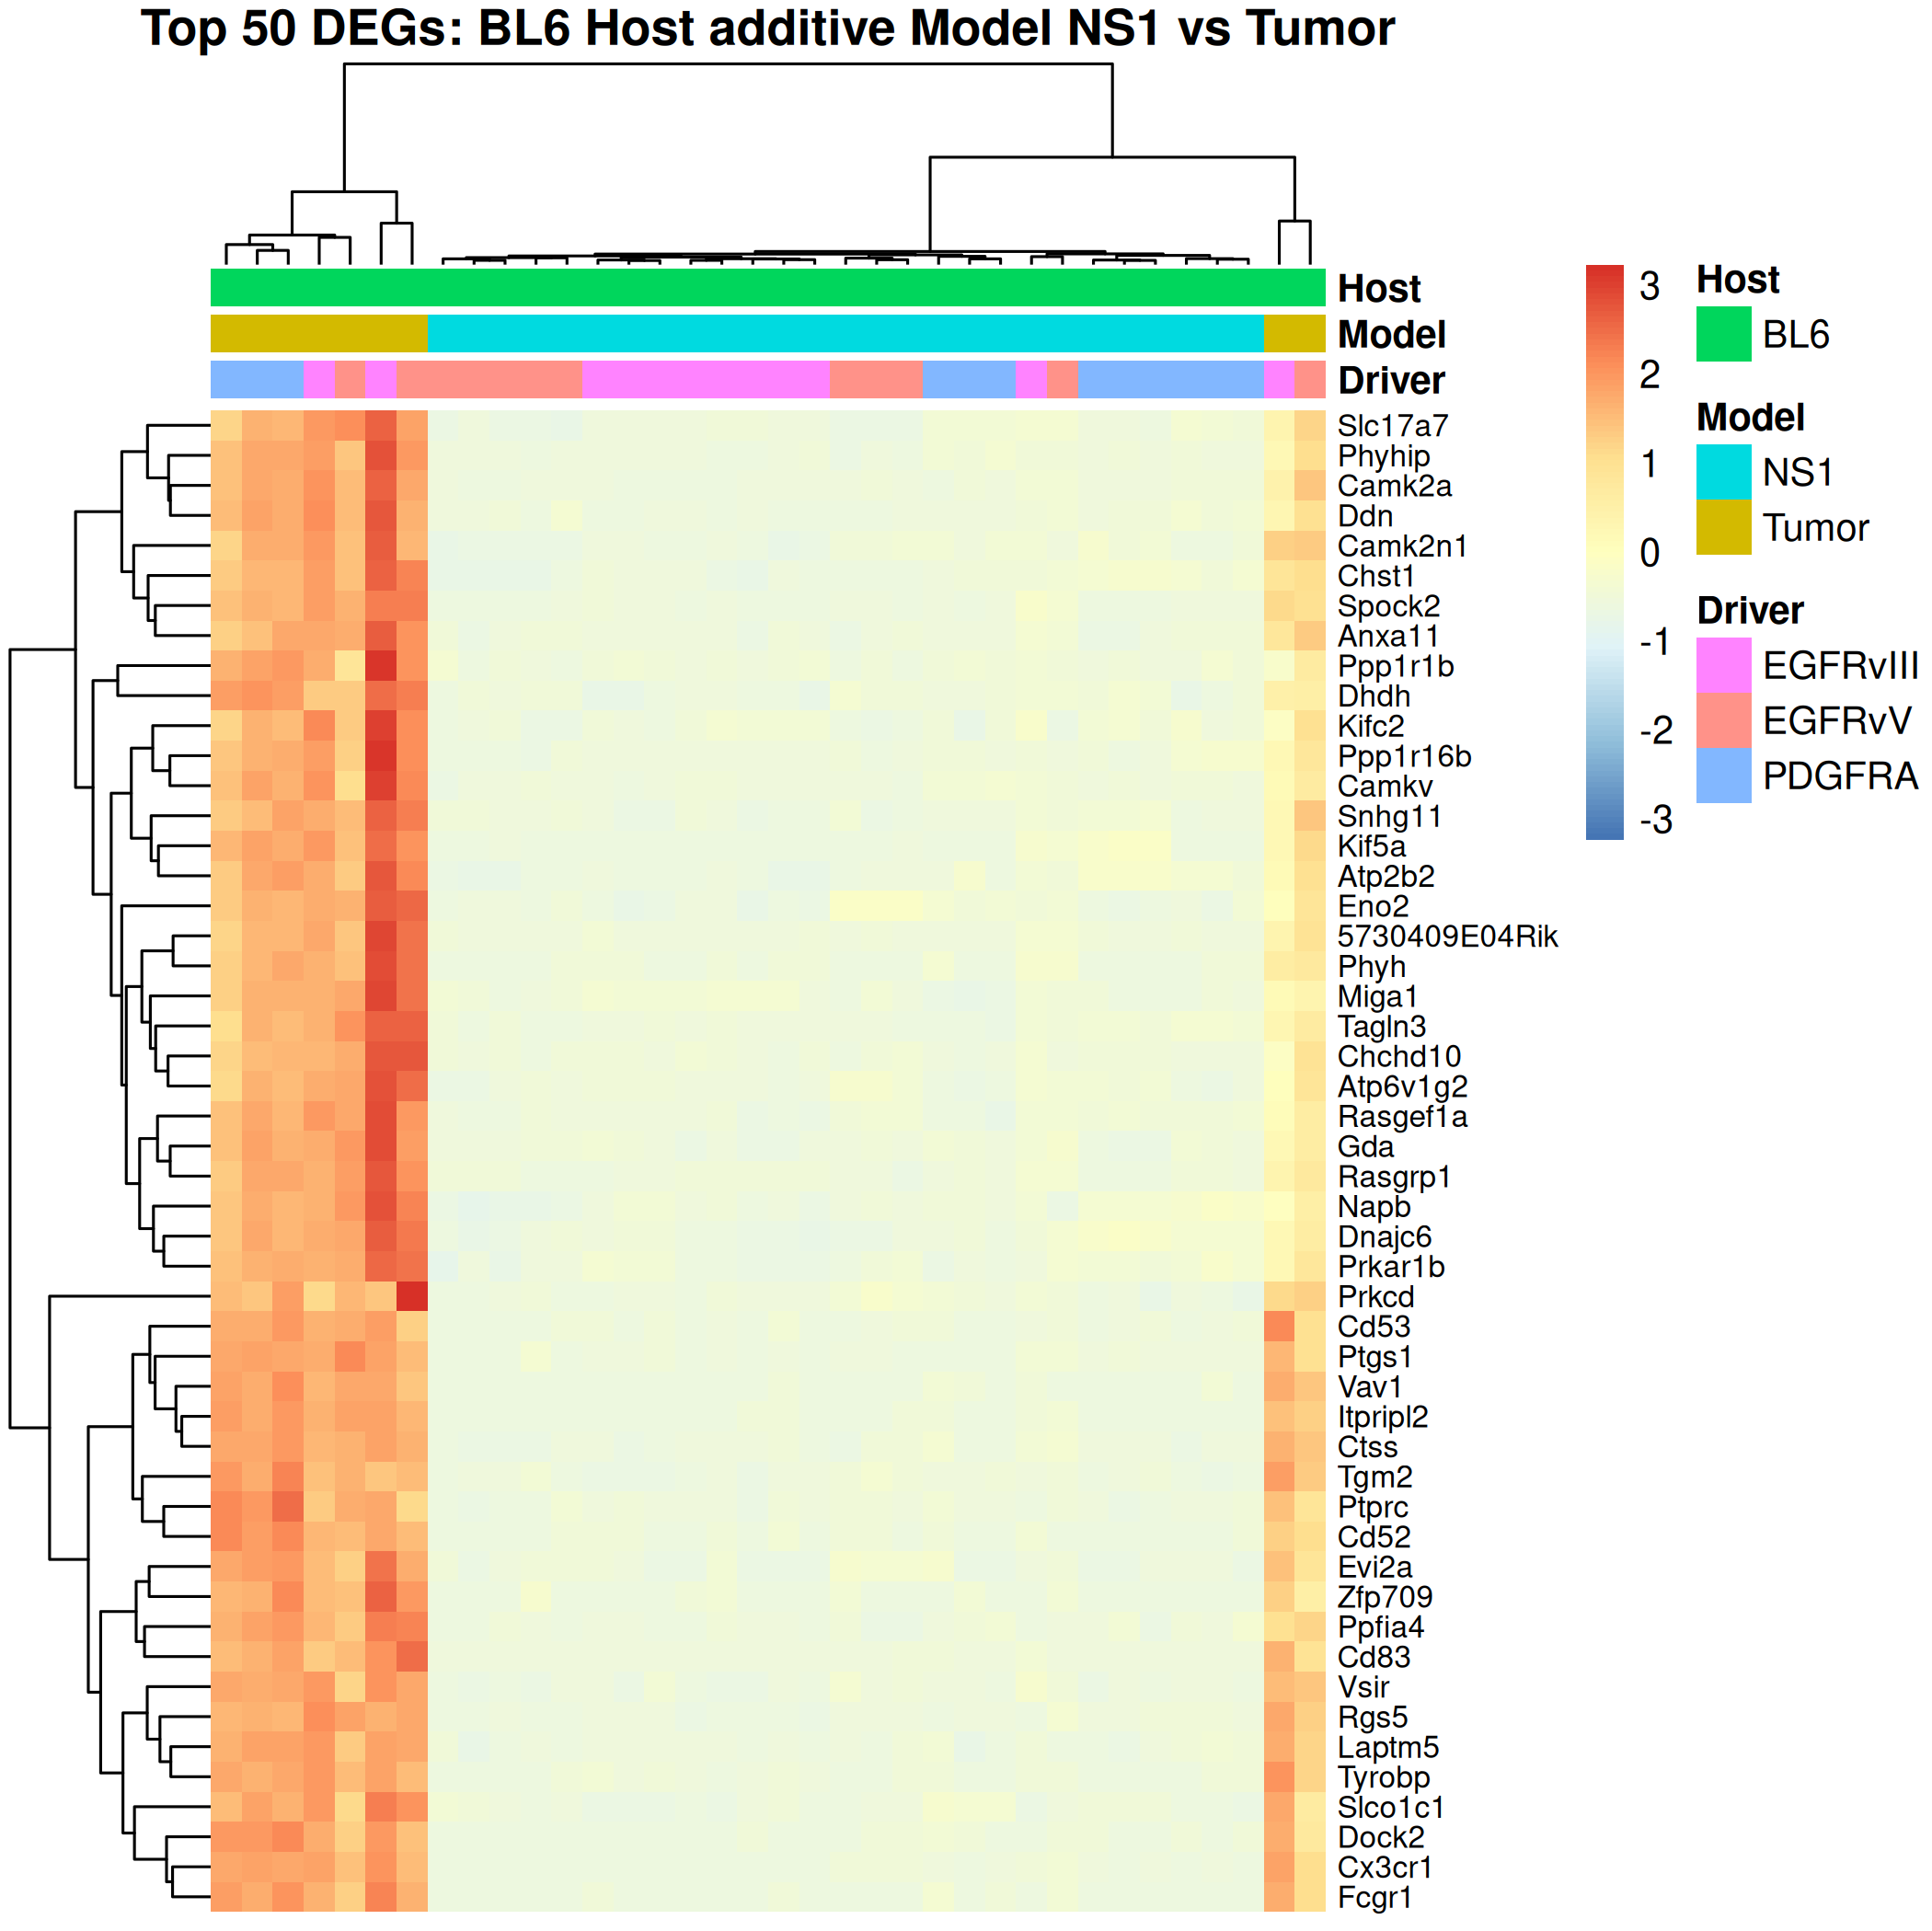 Top 50 DEGs: BL6 Host additive Model NS1 vs Tumor
Host
Model
Driver
Slc17a7
Phyhip
Camk2a
Ddn
Camk2n1
Chst1
Spock2
Anxa11
Ppp1r1b
Dhdh
Kifc2
Ppp1r16b
Camkv
Snhg11
Kif5a
Atp2b2
Eno2
5730409E04Rik
Phyh
Miga1
Tagln3
Chchd10
Atp6v1g2
Rasgef1a
Gda
Rasgrp1
Napb
Dnajc6
Prkar1b
Prkcd
Cd53
Ptgs1
Vav1
Itpripl2
Ctss
Tgm2
Ptprc
Cd52
Evi2a
Zfp709
Ppfia4
Cd83
Vsir
Rgs5
Laptm5
Tyrobp
Slco1c1
Dock2
Cx3cr1
Fcgr1
3
2
1
0
-1
-2
-3
Host
BL6
Model
NS1
Tumor
Driver
EGFRvIII
EGFRvV
PDGFRA